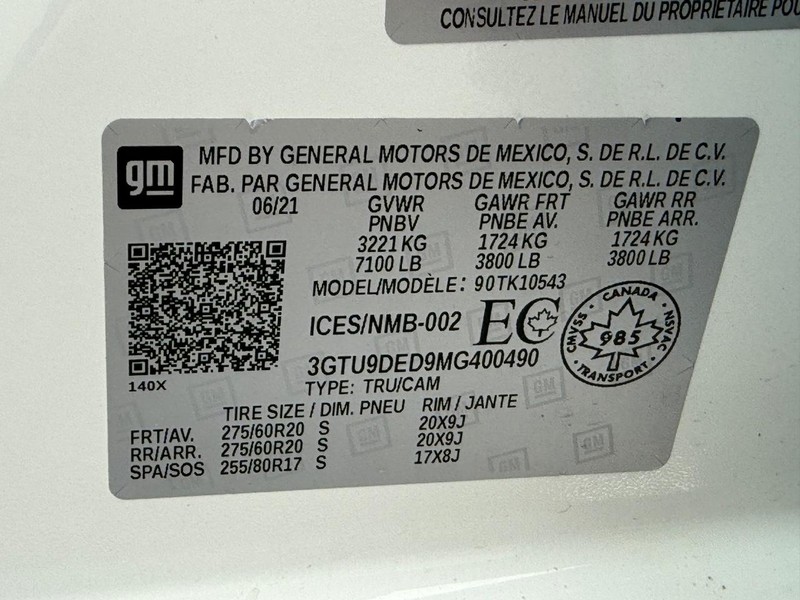 CONSULTEZ LE MANUEL DU PROPRIÉTAIRE POU
gm
MFD BY GENERAL MOTORS DE MEXICO, S. DE R.L. DE C.V.
FAB. PAR GENERAL MOTORS DE MEXICO, S. DE R.L. DE C.V.
06/21 GVWR GAWR FRT GAWR RR
PNBV PNBE AV. PNBE ARR.
3221 KG 1724 KG 1724 KG
7100 LB 3800 LB 3800 LB
MODEL/MODÈLE: 90TK10543
ICES/NMB-002 EC
CANADA
CMVSS 985 NSVAC
TRANSPORT
3GTU9DED9MG400490
140X
TYPE: TRU/CAM
TIRE SIZE / DIM. PNEU RIM / JANTE
FRT/AV. 275/60R20 S 20X9J
RR/ARR. 275/60R20 S 20X9J
SPA/SOS 255/80R17 S 17X8J